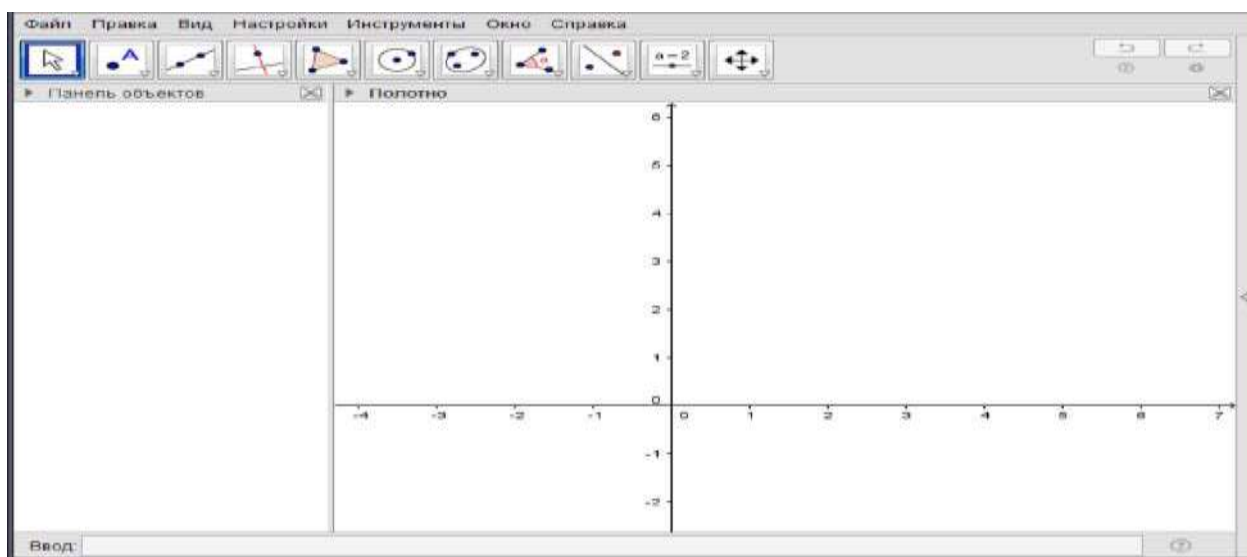 Файл Правка Вид Настройки Инструменты Окно Справка
A
α
a = 2
Панель объектов
Полотно
6
5
4
3
2
1
0
-4 -3 -2 -1 0 1 2 3 4 5 6 7
-1
-2
Ввод: